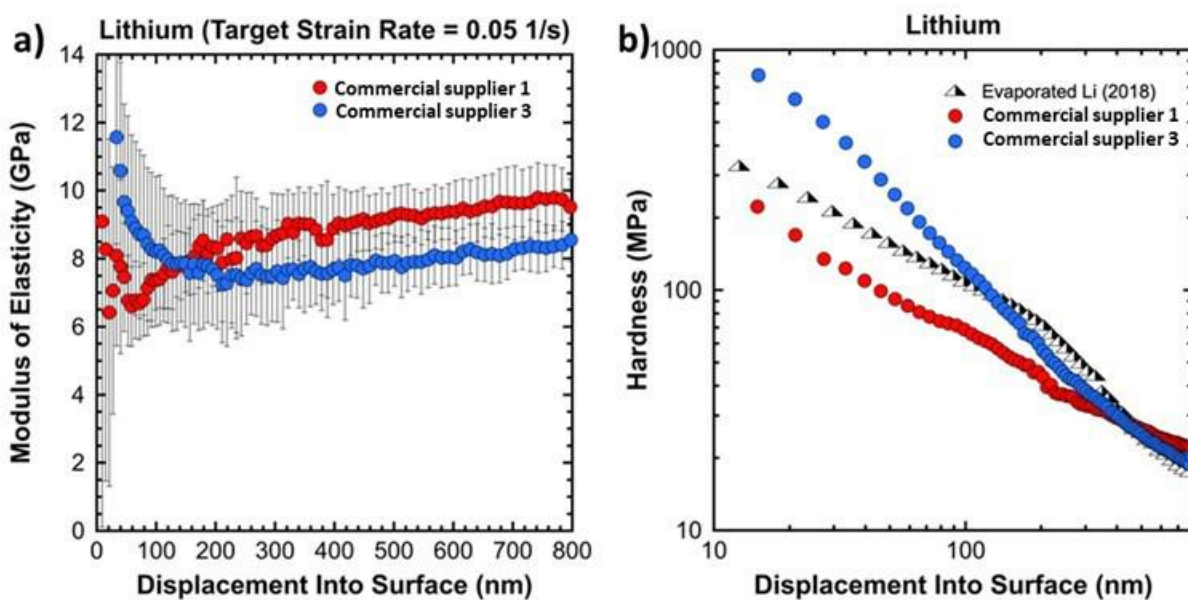 a)
Lithium (Target Strain Rate = 0.05 1/s)
Commercial supplier 1
Commercial supplier 3
Modulus of Elasticity (GPa)
14
12
10
8
6
4
2
0
0 100 200 300 400 500 600 700 800
Displacement Into Surface (nm)
b)
Lithium
Evaporated Li (2018)
Commercial supplier 1
Commercial supplier 3
Hardness (MPa)
1000
100
10
10 100
Displacement Into Surface (nm)